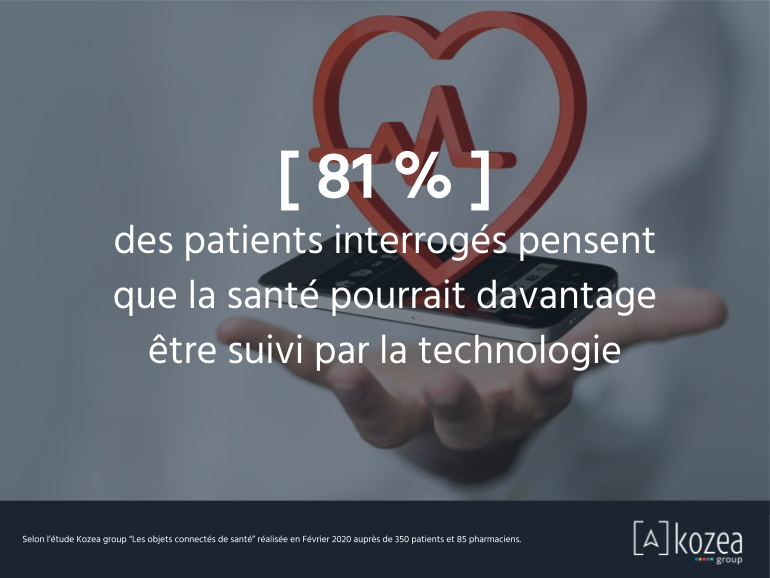 [ 81 % ]
des patients interrogés pensent
que la santé pourrait davantage
être suivi par la technologie
Selon l'étude Kozea group "Les objets connectés de santé" réalisée en Février 2020 auprès de 350 patients et 85 pharmaciens.
[A] kozea
group